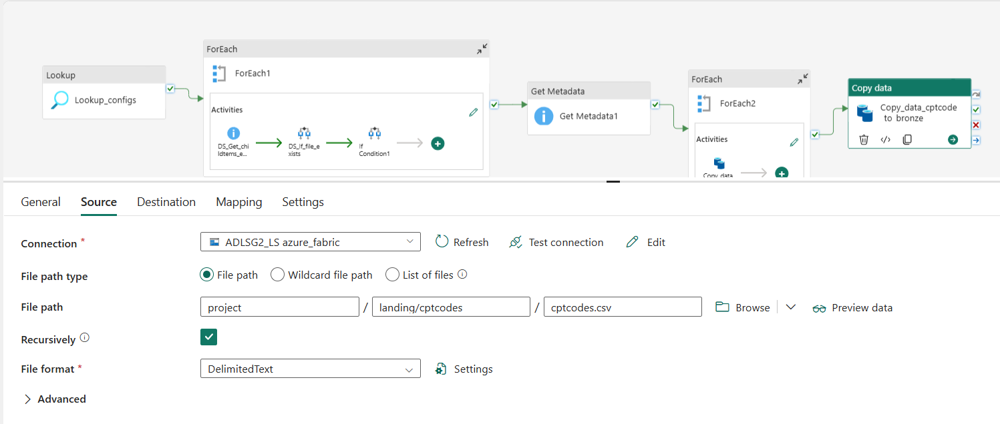 Lookup
Lookup_configs
ForEach
ForEach1
Activities
DS_Get_chi
ldItems_e...
DS_If_file_e
xists
If
Condition1
Get Metadata
Get Metadata1
ForEach
ForEach2
Activities
Copy data
Copy data
Copy_data_cptcode
to bronze
General
Source
Destination
Mapping
Settings
Connection *
ADLSG2_LS azure_fabric
Refresh
Test connection
Edit
File path type
File path
Wildcard file path
List of files
File path
project / landing/cptcodes / cptcodes.csv
Browse
Preview data
Recursively
File format *
DelimitedText
Settings
Advanced